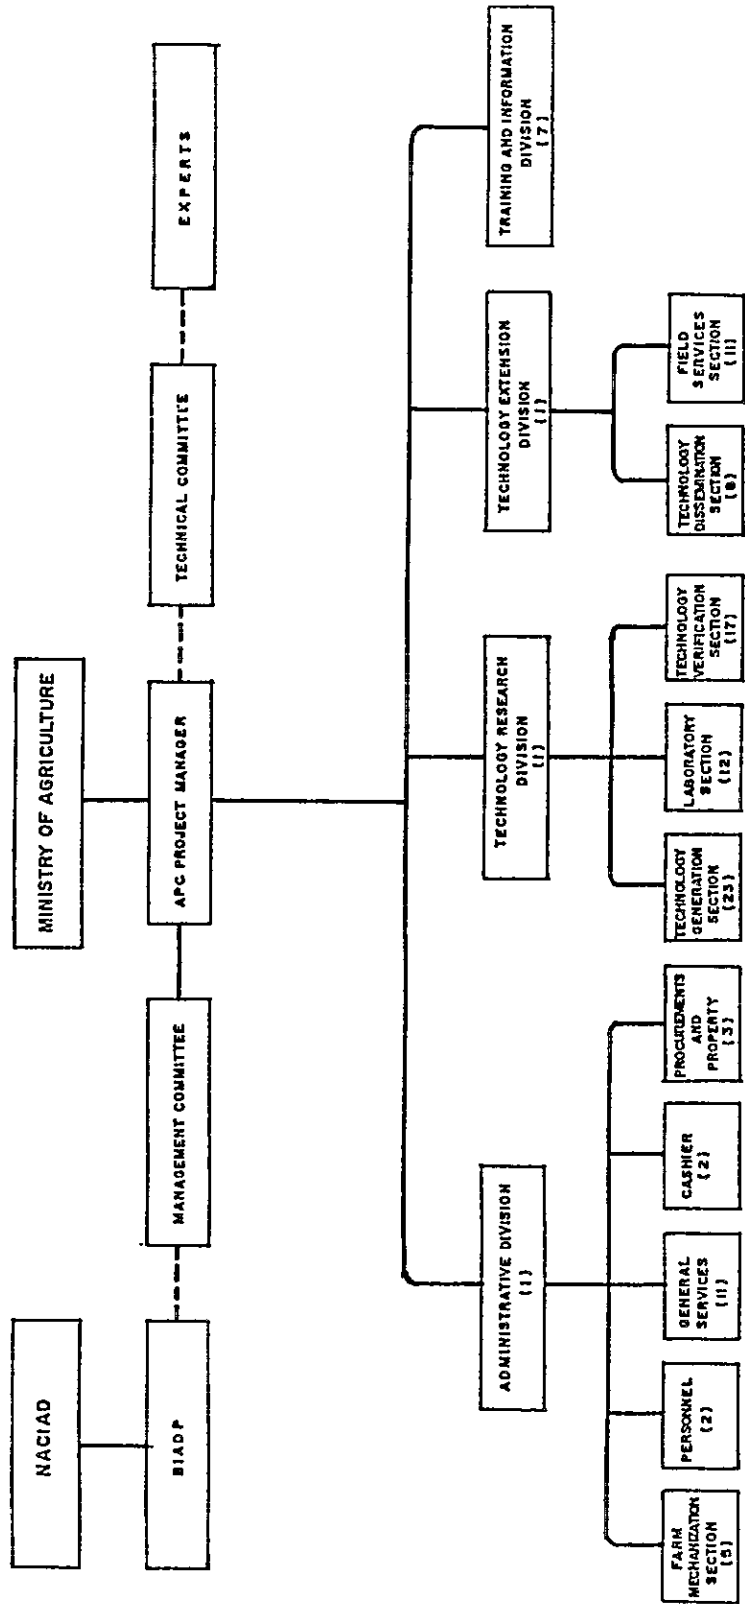 NACIAD
MINISTRY OF AGRICULTURE
BIADP
MANAGEMENT COMMITTEE
APC PROJECT MANAGER
TECHNICAL COMMITTEE
EXPERTS
ADMINISTRATIVE DIVISION
(1)
TECHNOLOGY RESEARCH
DIVISION
(1)
TECHNOLOGY EXTENSION
DIVISION
(1)
TRAINING AND INFORMATION
DIVISION
(7)
FARM
MECHANIZATION
SECTION
(5)
PERSONNEL
(2)
GENERAL
SERVICES
(11)
CASHIER
(2)
PROCUREMENTS
AND
PROPERTY
(3)
TECHNOLOGY
GENERATION
SECTION
(23)
LABORATORY
SECTION
(12)
TECHNOLOGY
VERIFICATION
SECTION
(17)
TECHNOLOGY
DISSEMINATION
SECTION
(8)
FIELD
SERVICES
SECTION
(11)